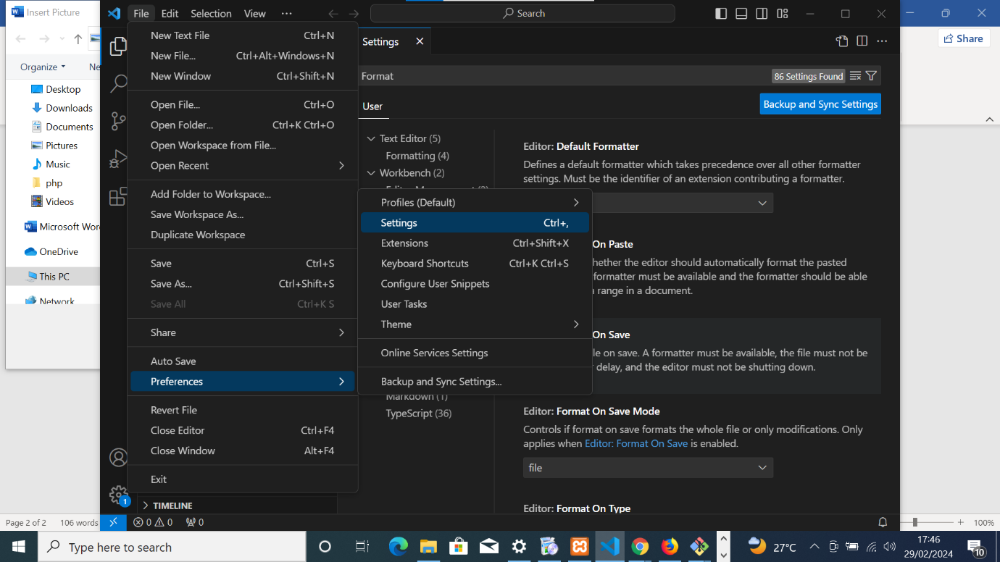 Insert Picture
Organize
Ne
Desktop
Downloads
Documents
Pictures
Music
php
Videos
Microsoft Wor
OneDrive
This PC
Network
File Edit Selection View ···
Search
Share
New Text File Ctrl+N
New File... Ctrl+Alt+Windows+N
New Window Ctrl+Shift+N
Open File... Ctrl+O
Open Folder... Ctrl+K Ctrl+O
Open Workspace from File...
Open Recent
Add Folder to Workspace...
Save Workspace As...
Duplicate Workspace
Save Ctrl+S
Save As... Ctrl+Shift+S
Save All Ctrl+K S
Share
Auto Save
Preferences
Revert File
Close Editor Ctrl+F4
Close Window Alt+F4
Exit
Profiles (Default)
Settings Ctrl+,
Extensions Ctrl+Shift+X
Keyboard Shortcuts Ctrl+K Ctrl+S
Configure User Snippets
User Tasks
Theme
Online Services Settings
Backup and Sync Settings...
Settings
Format
86 Settings Found
User
Backup and Sync Settings
Text Editor (5)
Formatting (4)
Workbench (2)
Markdown (1)
TypeScript (36)
Editor: Default Formatter
Defines a default formatter which takes precedence over all other formatter
settings. Must be the identifier of an extension contributing a formatter.
On Paste
hether the editor should automatically format the pasted
formatter must be available and the formatter should be able
range in a document.
On Save
le on save. A formatter must be available, the file must not be
delay, and the editor must not be shutting down.
Editor: Format On Save Mode
Controls if format on save formats the whole file or only modifications. Only
applies when Editor: Format On Save is enabled.
file
Editor: Format On Type
TIMELINE
1
0 0 0
Page 2 of 2 106 words
100%
Type here to search
27°C
17:46
29/02/2024
10